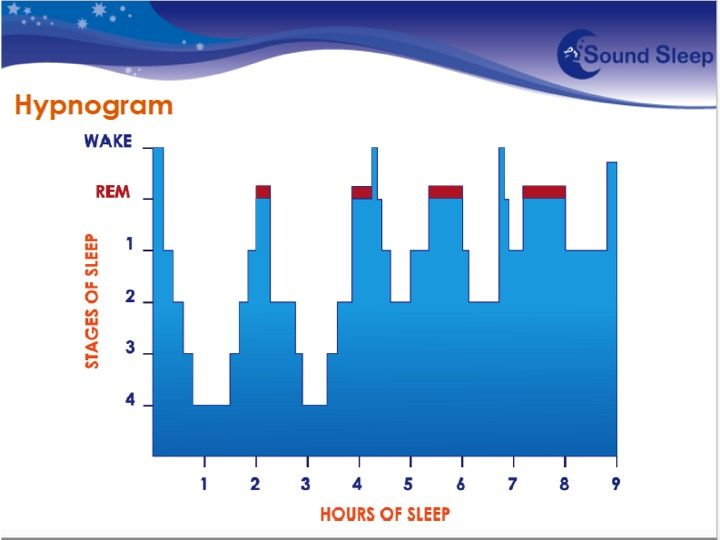 Sound Sleep
Hypnogram
WAKE
REM
1
2
3
4
STAGES OF SLEEP
1 2 3 4 5 6 7 8 9
HOURS OF SLEEP